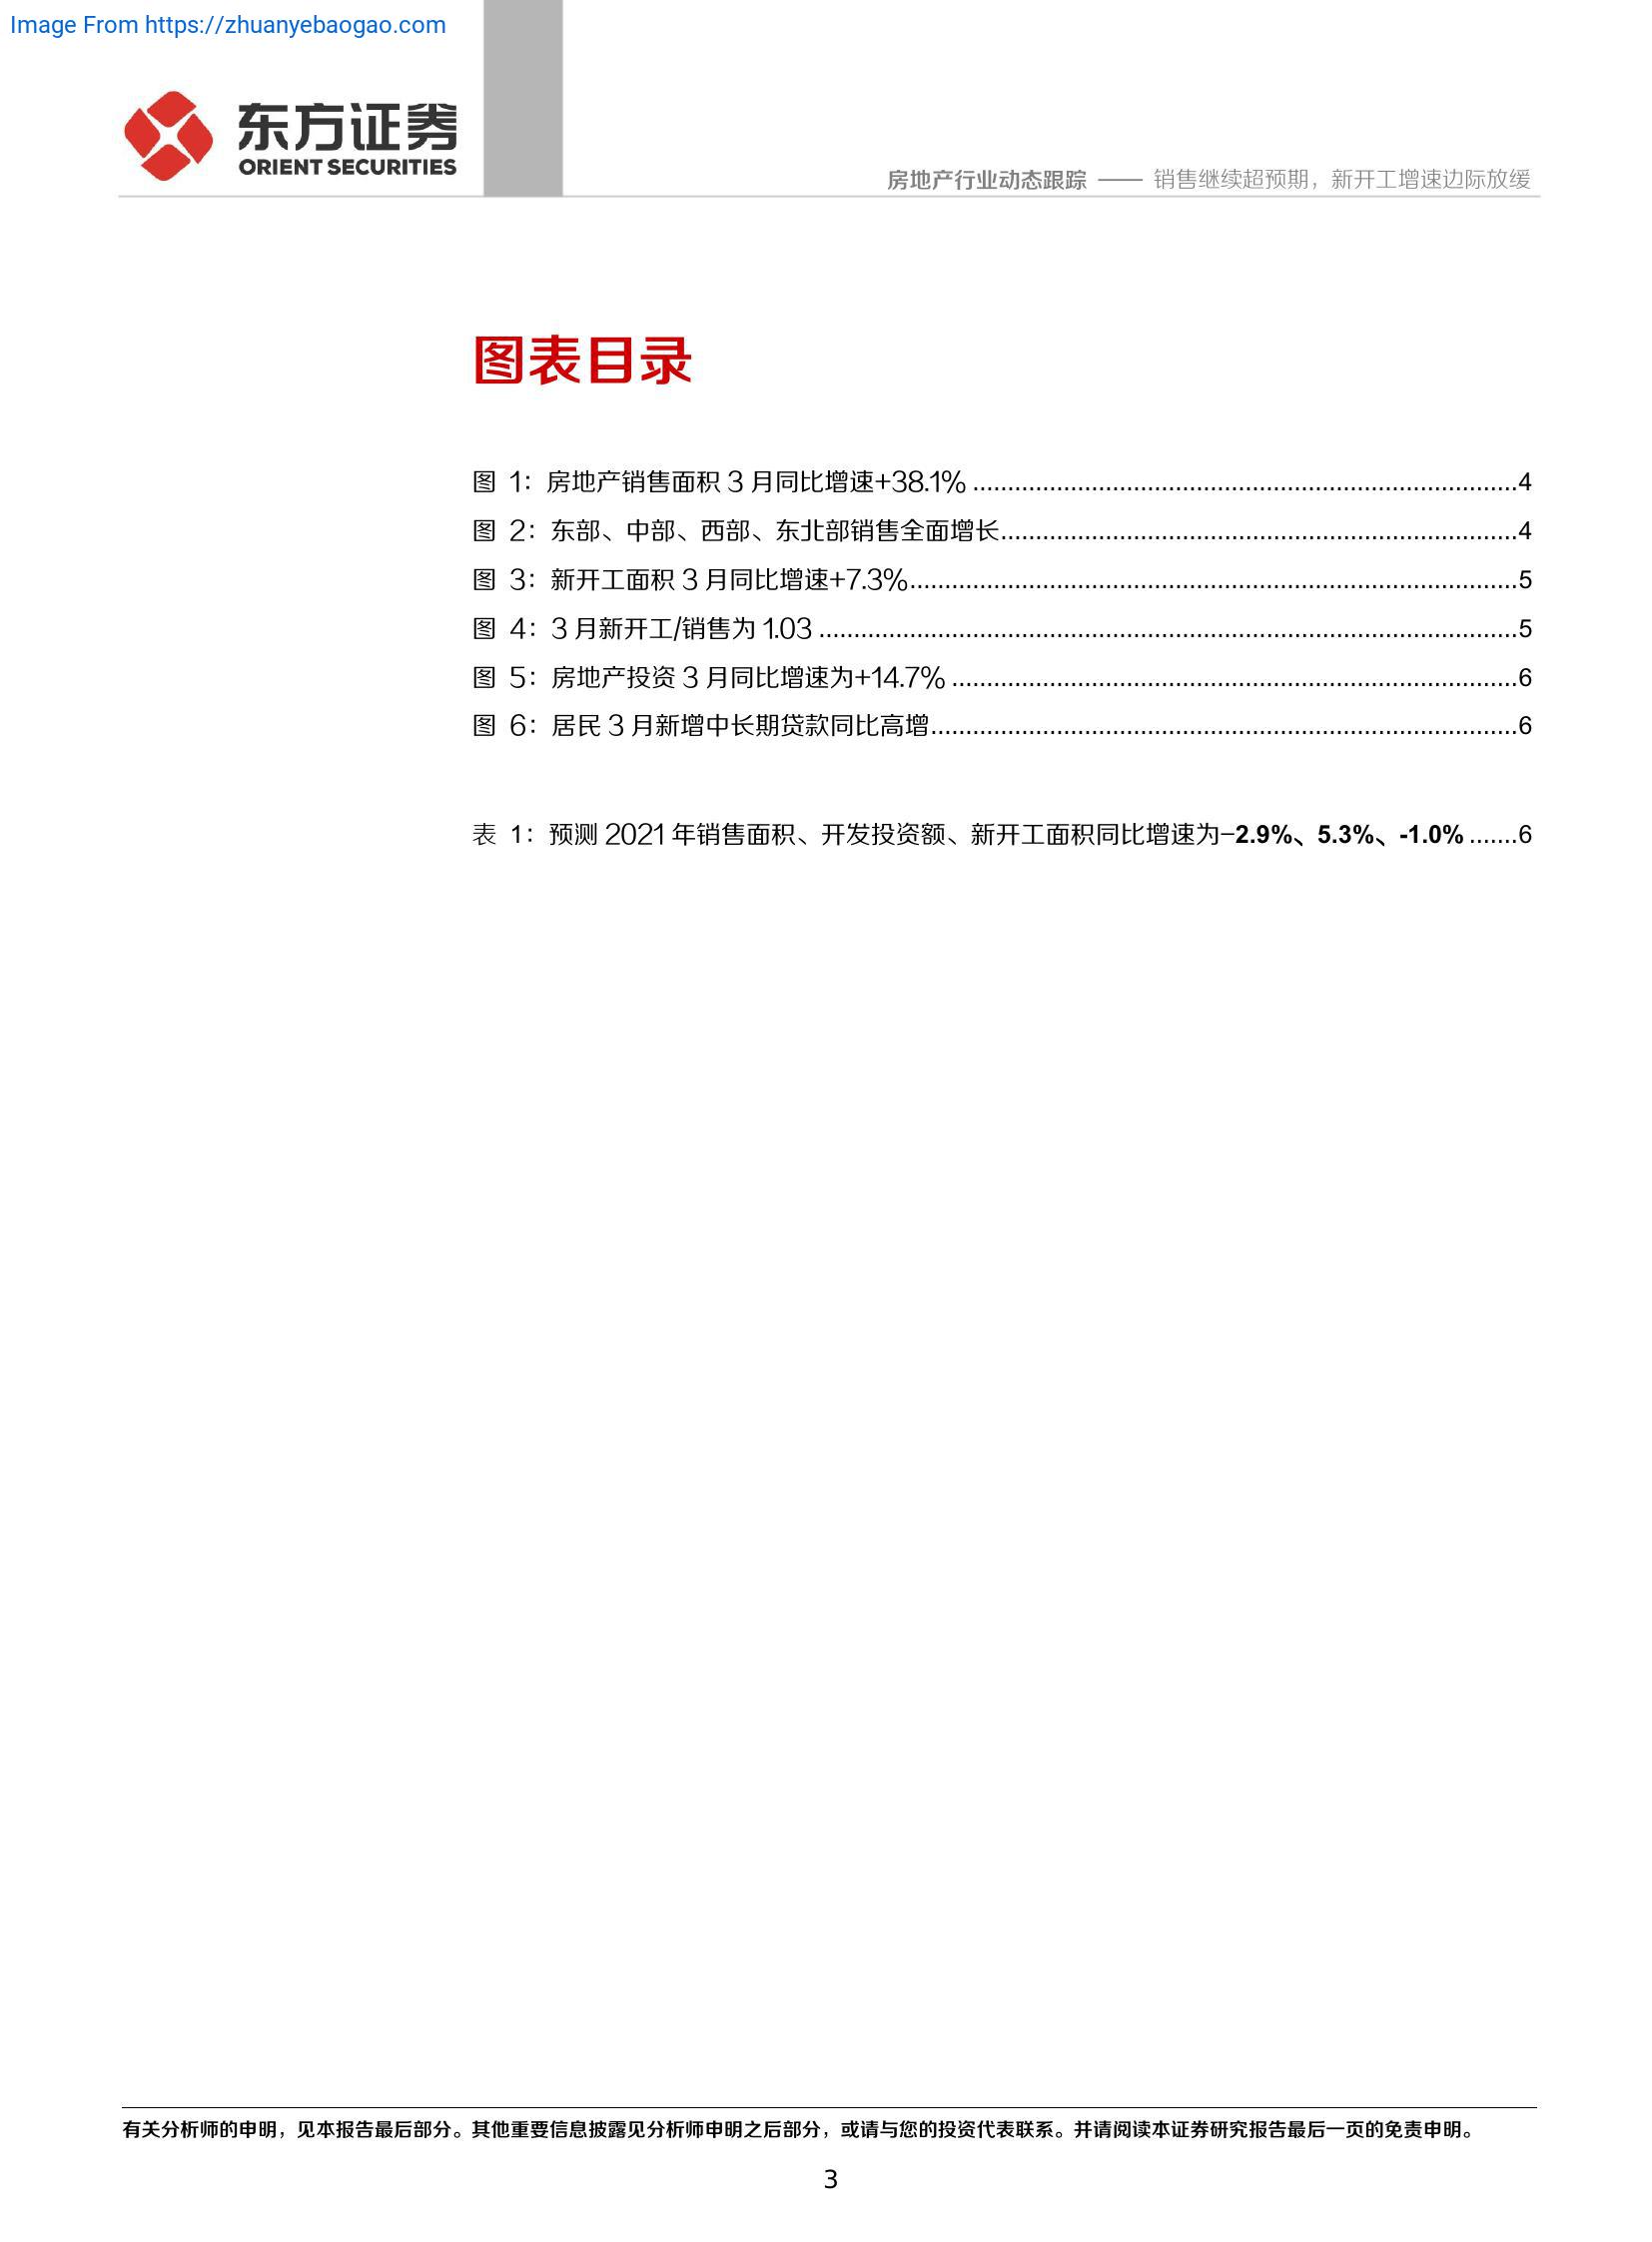 Image From https://zhuanyebaogao.com
东方证券
ORIENT SECURITIES
房地产行业动态跟踪 —— 销售继续超预期，新开工增速边际放缓
图表目录
图 1：房地产销售面积 3 月同比增速+38.1% ..............................................................................4
图 2：东部、中部、西部、东北部销售全面增长..........................................................................4
图 3：新开工面积 3 月同比增速+7.3%.......................................................................................5
图 4：3 月新开工/销售为 1.03 ....................................................................................................5
图 5：房地产投资 3 月同比增速为+14.7% .................................................................................6
图 6：居民 3 月新增中长期贷款同比高增....................................................................................6
表 1：预测 2021 年销售面积、开发投资额、新开工面积同比增速为-2.9%、5.3%、-1.0% .......6
有关分析师的申明，见本报告最后部分。其他重要信息披露见分析师申明之后部分，或请与您的投资代表联系。并请阅读本证券研究报告最后一页的免责申明。
3